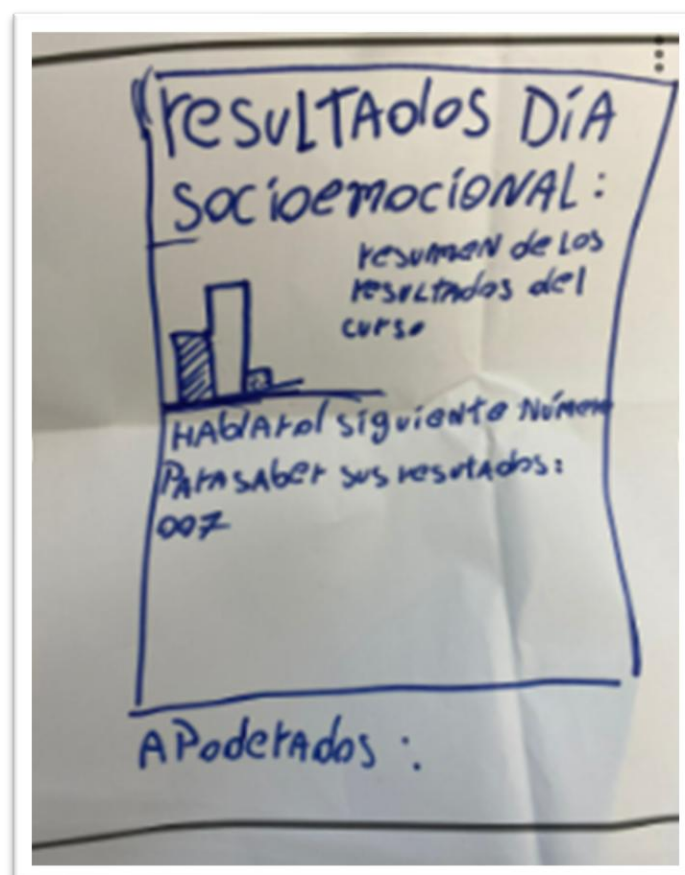 resultados DíA
socioemocional:
resumen de los
resultados del
curso
HAblAr al siguiente Número
PArA sAber sus resultados:
007
APoderados: